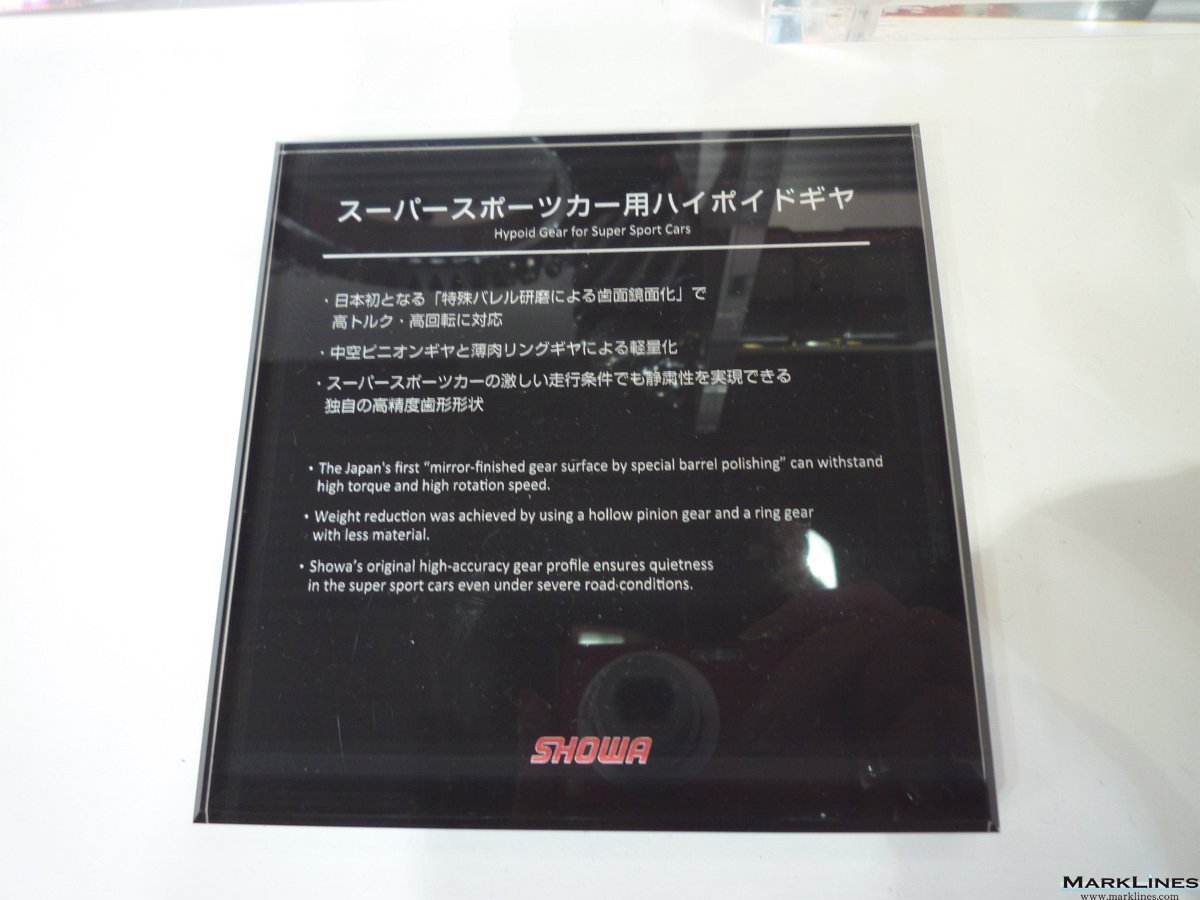 スーパースポーツカー用ハイポイドギヤ
Hypoid Gear for Super Sport Cars
・日本初となる「特殊バレル研磨による歯面鏡面化」で
高トルク・高回転に対応
・中空ピニオンギヤと薄肉リングギヤによる軽量化
・スーパースポーツカーの激しい走行条件でも静粛性を実現できる
独自の高精度歯形形状
• The Japan's first “mirror-finished gear surface by special barrel polishing” can withstand
high torque and high rotation speed.
• Weight reduction was achieved by using a hollow pinion gear and a ring gear
with less material.
• Showa's original high-accuracy gear profile ensures quietness
in the super sport cars even under severe road conditions.
SHOWA
MARKLINES
www.marklines.com